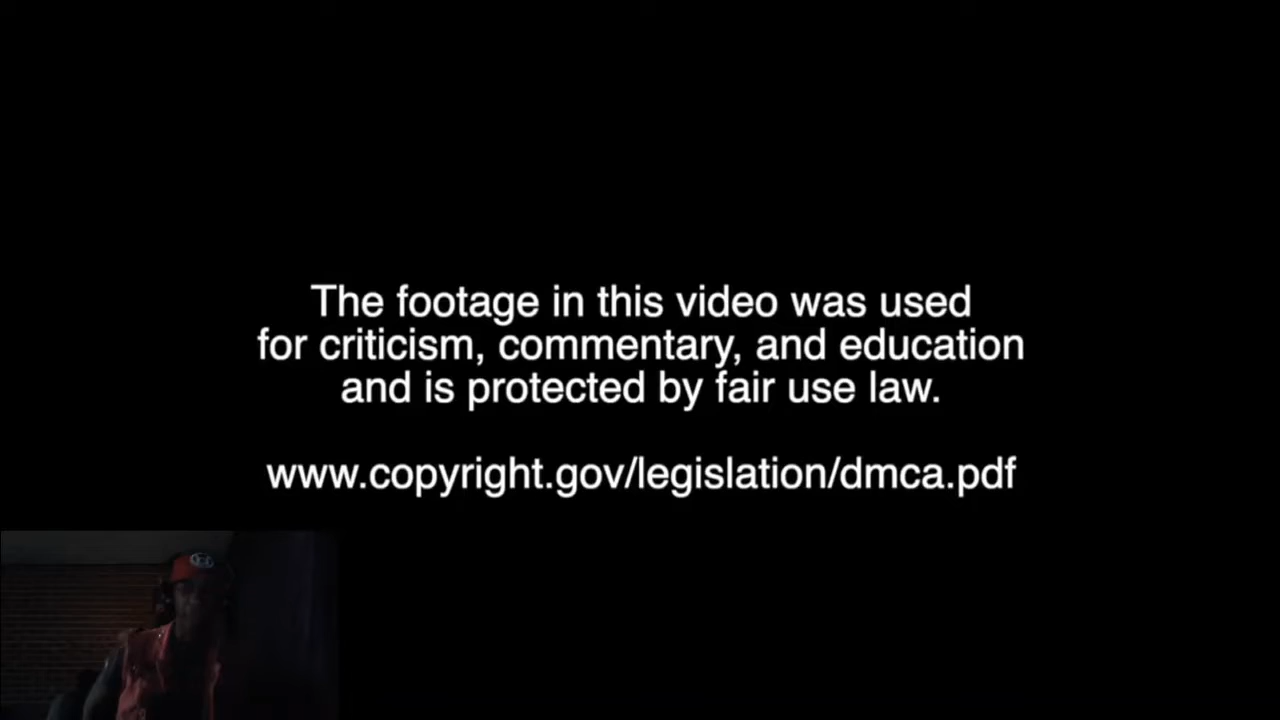 The footage in this video was used
for criticism, commentary, and education
and is protected by fair use law.
www.copyright.gov/legislation/dmca.pdf